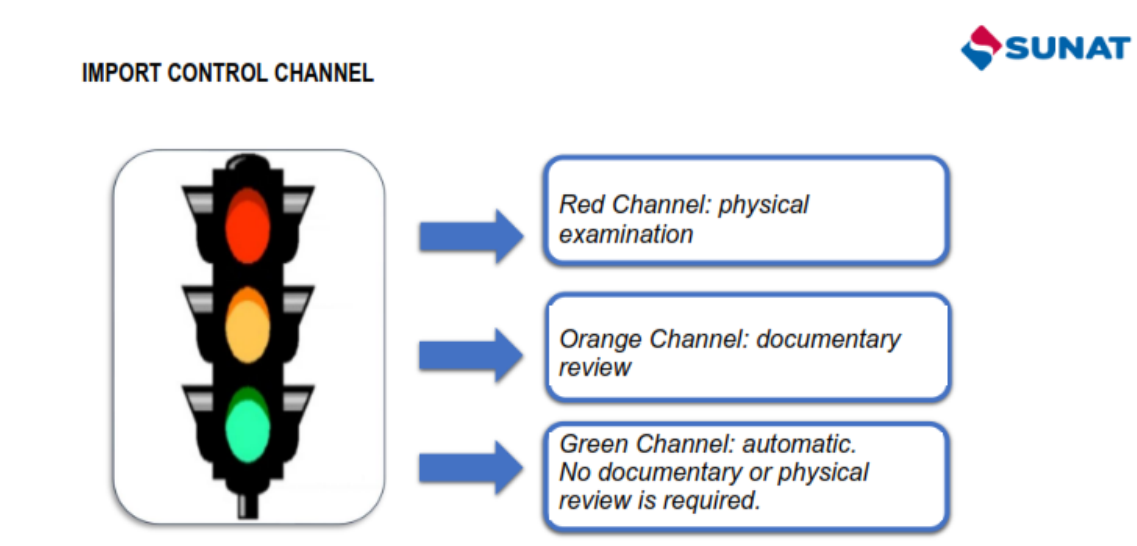 SUNAT
IMPORT CONTROL CHANNEL
Red Channel: physical
examination
Orange Channel: documentary
review
Green Channel: automatic.
No documentary or physical
review is required.